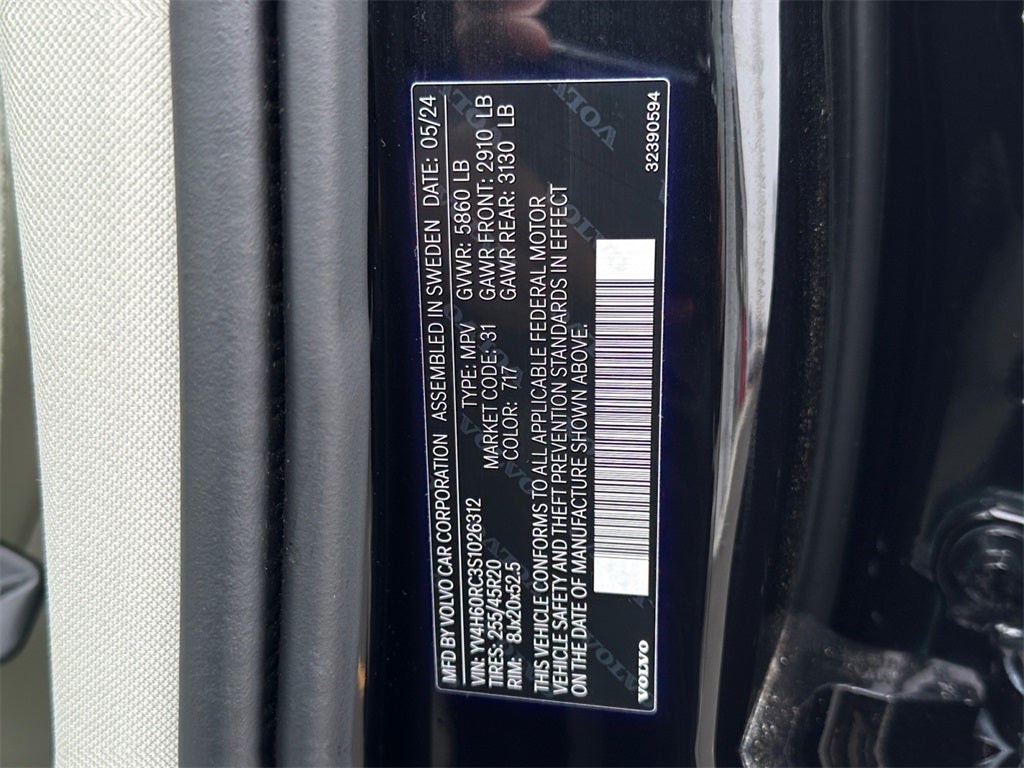 MFD BY VOLVO CAR CORPORATION ASSEMBLED IN SWEDEN DATE: 05/24
VIN: YV4H60RC3S1026312 TYPE: MPV GVWR: 5860 LB
TIRES: 255/45R20 MARKET CODE: 31 GAWR FRONT: 2910 LB
RIM: 8Jx20x52.5 COLOR: 717 GAWR REAR: 3130 LB
THIS VEHICLE CONFORMS TO ALL APPLICABLE FEDERAL MOTOR
VEHICLE SAFETY AND THEFT PREVENTION STANDARDS IN EFFECT
ON THE DATE OF MANUFACTURE SHOWN ABOVE.
VOLVO 32390594